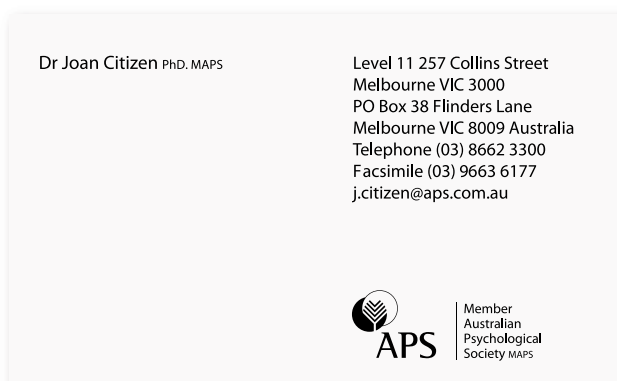 Dr Joan Citizen PhD. MAPS
Level 11 257 Collins Street
Melbourne VIC 3000
PO Box 38 Flinders Lane
Melbourne VIC 8009 Australia
Telephone (03) 8662 3300
Facsimile (03) 9663 6177
j.citizen@aps.com.au
APS
Member
Australian
Psychological
Society MAPS